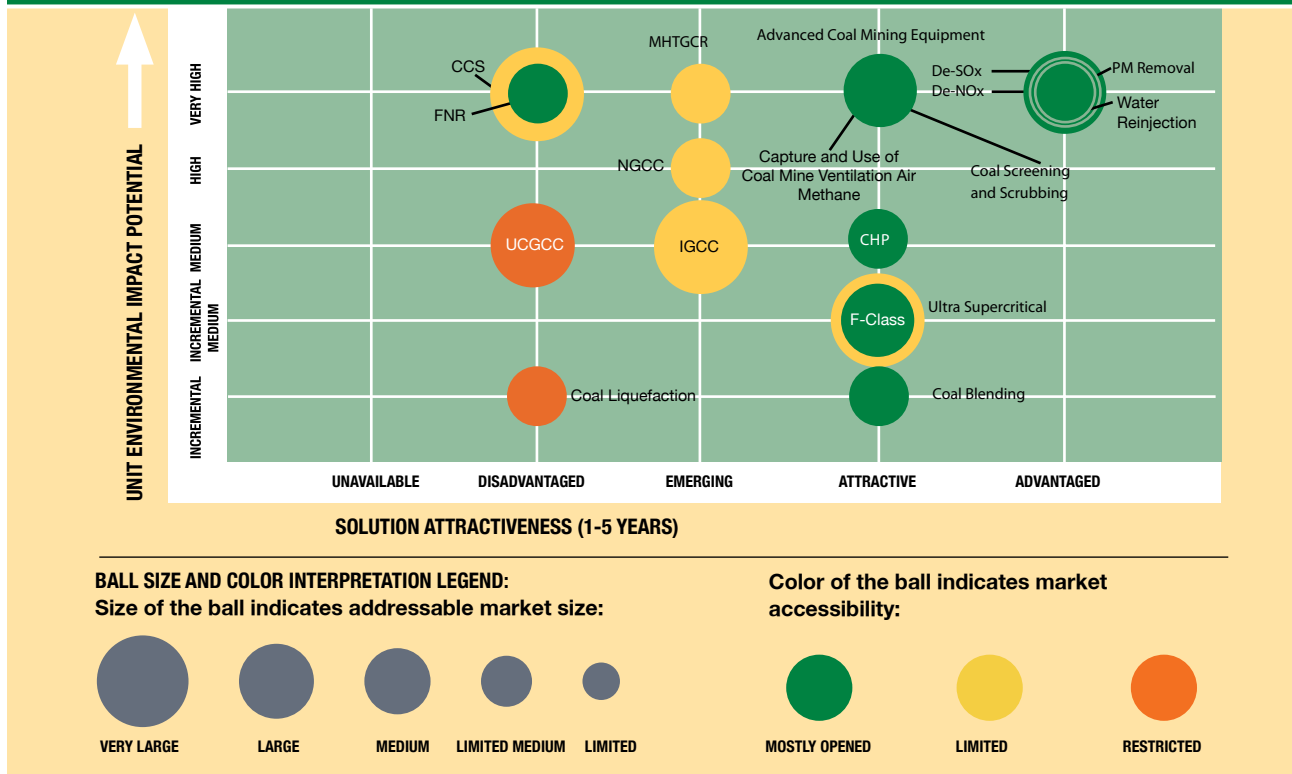 UNIT ENVIRONMENTAL IMPACT POTENTIAL
VERY HIGH
HIGH
MEDIUM
INCREMENTAL
MEDIUM
INCREMENTAL
CCS
FNR
MHTGCR
Advanced Coal Mining Equipment
De-SOx
De-NOx
PM Removal
Water
Reinjection
NGCC
Capture and Use of
Coal Mine Ventilation Air
Methane
Coal Screening
and Scrubbing
UCGCC
IGCC
CHP
F-Class
Ultra Supercritical
Coal Liquefaction
Coal Blending
UNAVAILABLE
DISADVANTAGED
EMERGING
ATTRACTIVE
ADVANTAGED
SOLUTION ATTRACTIVENESS (1-5 YEARS)
BALL SIZE AND COLOR INTERPRETATION LEGEND:
Size of the ball indicates addressable market size:
VERY LARGE
LARGE
MEDIUM
LIMITED MEDIUM
LIMITED
Color of the ball indicates market
accessibility:
MOSTLY OPENED
LIMITED
RESTRICTED